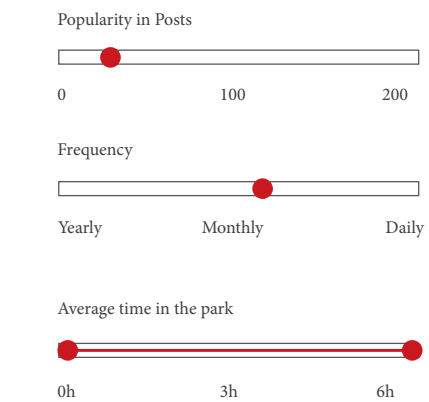 Popularity in Posts
0 100 200
Frequency
Yearly Monthly Daily
Average time in the park
0h 3h 6h